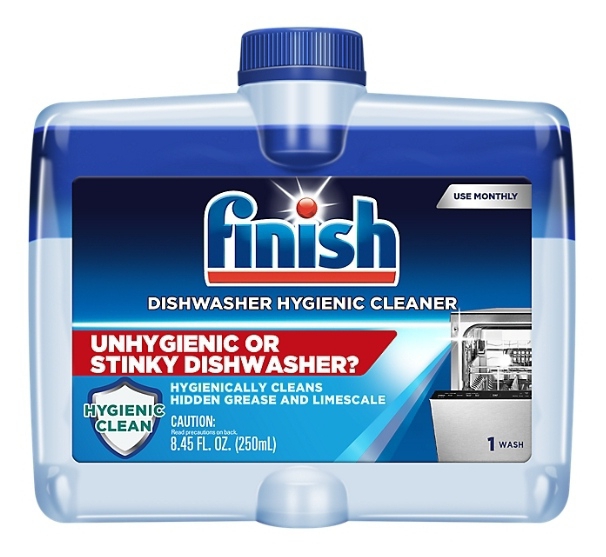 USE MONTHLY
finish
DISHWASHER HYGIENIC CLEANER
UNHYGIENIC OR
STINKY DISHWASHER?
HYGIENICALLY CLEANS
HIDDEN GREASE AND LIMESCALE
HYGIENIC
CLEAN
CAUTION:
Read precautions on back.
8.45 FL. OZ. (250mL)
1 WASH